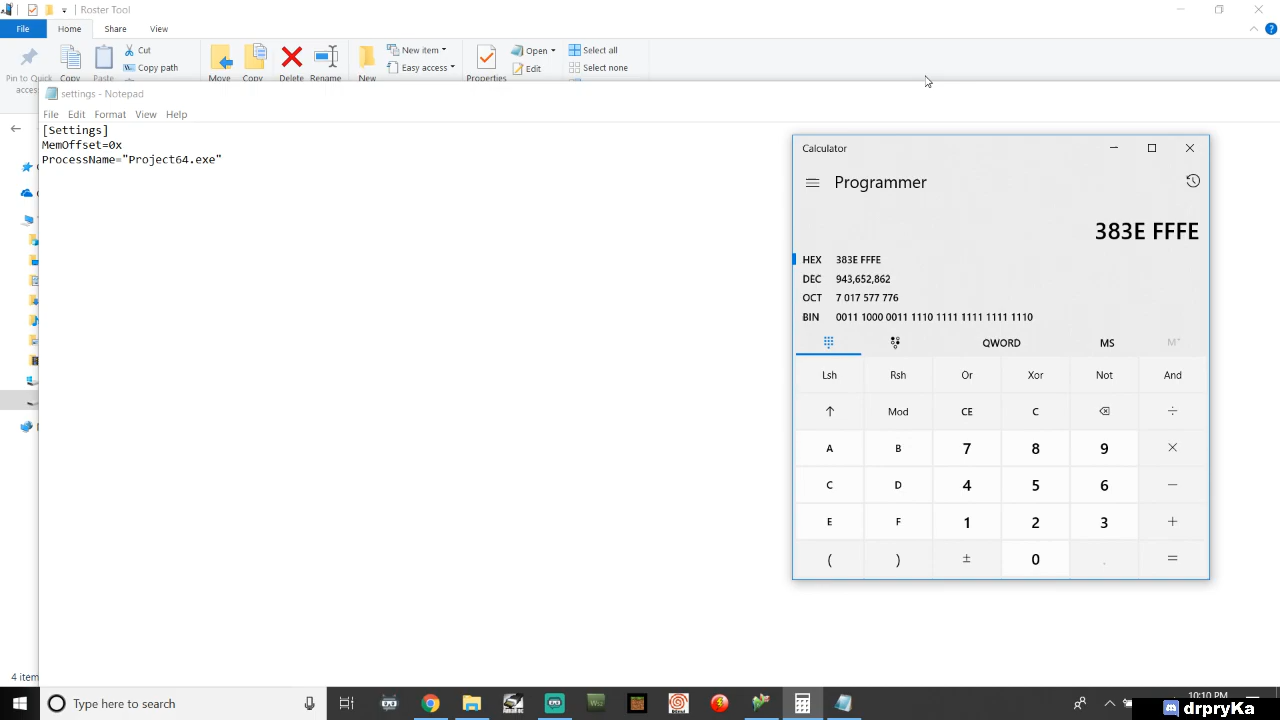 Roster Tool
File Home Share View
Cut
Copy path
Pin to Quick access
Copy Paste
Move Copy Delete Rename New
New item
Easy access
Properties
Open
Edit
Select all
Select none
settings - Notepad
File Edit Format View Help
[Settings]
MemOffset=0x
ProcessName="Project64.exe"
Calculator
Programmer
383E FFFE
HEX 383E FFFE
DEC 943,652,862
OCT 7 017 577 776
BIN 0011 1000 0011 1110 1111 1111 1111 1110
QWORD MS M˅
Lsh Rsh Or Xor Not And
↑ Mod CE C ⌫ ÷
A B 7 8 9 ×
C D 4 5 6 −
E F 1 2 3 +
( ) ± 0 . =
4 item
Type here to search
10:10 PM
drpryKa